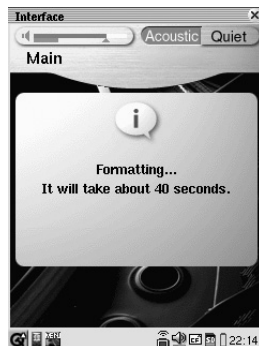 Interface
Acoustic Quiet
Main
i
Formatting...
It will take about 40 seconds.
22:14